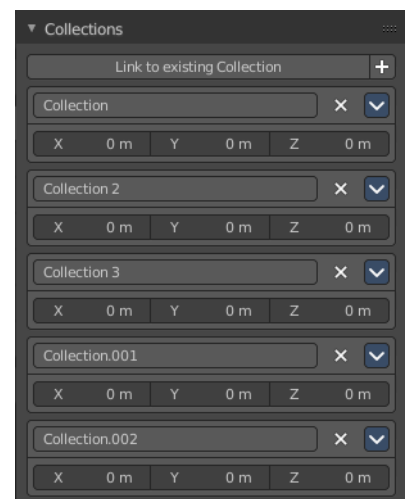 Collections
Link to existing Collection +
Collection
X 0 m Y 0 m Z 0 m
Collection 2
X 0 m Y 0 m Z 0 m
Collection 3
X 0 m Y 0 m Z 0 m
Collection.001
X 0 m Y 0 m Z 0 m
Collection.002
X 0 m Y 0 m Z 0 m